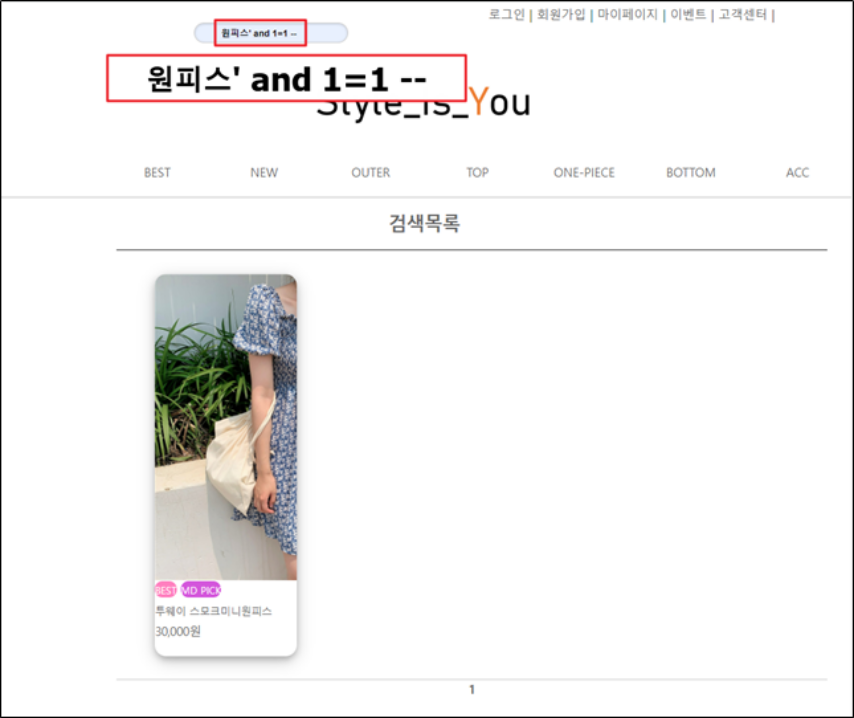 로그인 | 회원가입 | 마이페이지 | 이벤트 | 고객센터 |
원피스' and 1=1 --
원피스' and 1=1 --
Style_is_You
BEST NEW OUTER TOP ONE-PIECE BOTTOM ACC
검색목록
BEST MD PICK
투웨이 스모크미니원피스
30,000원
1